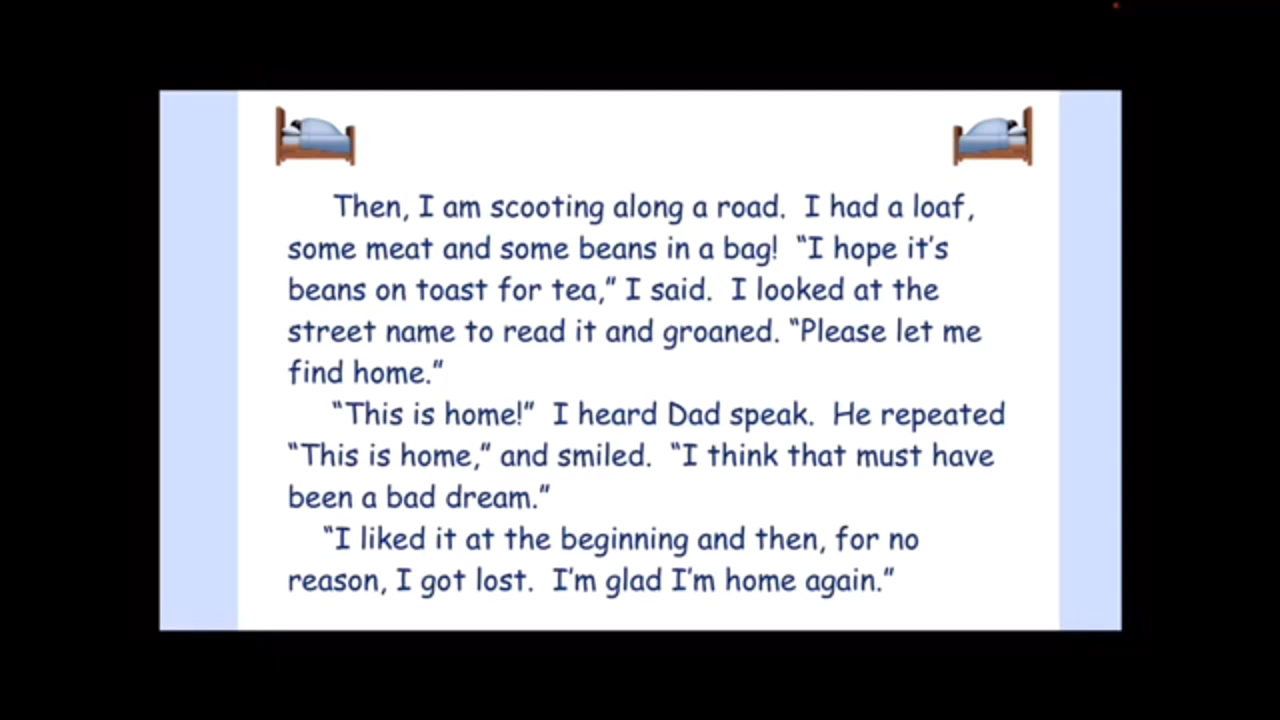 Then, I am scooting along a road.  I had a loaf,
some meat and some beans in a bag!  “I hope it’s
beans on toast for tea,” I said.  I looked at the
street name to read it and groaned. “Please let me
find home.”
“This is home!”  I heard Dad speak.  He repeated
“This is home,” and smiled.  “I think that must have
been a bad dream.”
“I liked it at the beginning and then, for no
reason, I got lost.  I’m glad I’m home again.”